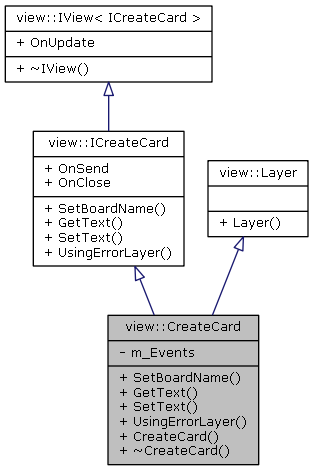 view::IView< ICreateCard >
+ OnUpdate
+ ~IView()
view::ICreateCard
+ OnSend
+ OnClose
+ SetBoardName()
+ GetText()
+ SetText()
+ UsingErrorLayer()
view::Layer
+ Layer()
view::CreateCard
- m_Events
+ SetBoardName()
+ GetText()
+ SetText()
+ UsingErrorLayer()
+ CreateCard()
+ ~CreateCard()